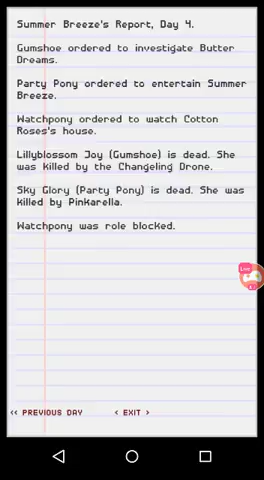 Summer Breeze's Report, Day 4.
Gumshoe ordered to investigate Butter
Dreams.
Party Pony ordered to entertain Summer
Breeze.
Watchpony ordered to watch Cotton
Roses's house.
Lillyblossom Joy (Gumshoe) is dead. She
was killed by the Changeling Drone.
Sky Glory (Party Pony) is dead. She was
killed by Pinkarella.
Watchpony was role blocked.
Live
<< PREVIOUS DAY
< EXIT >